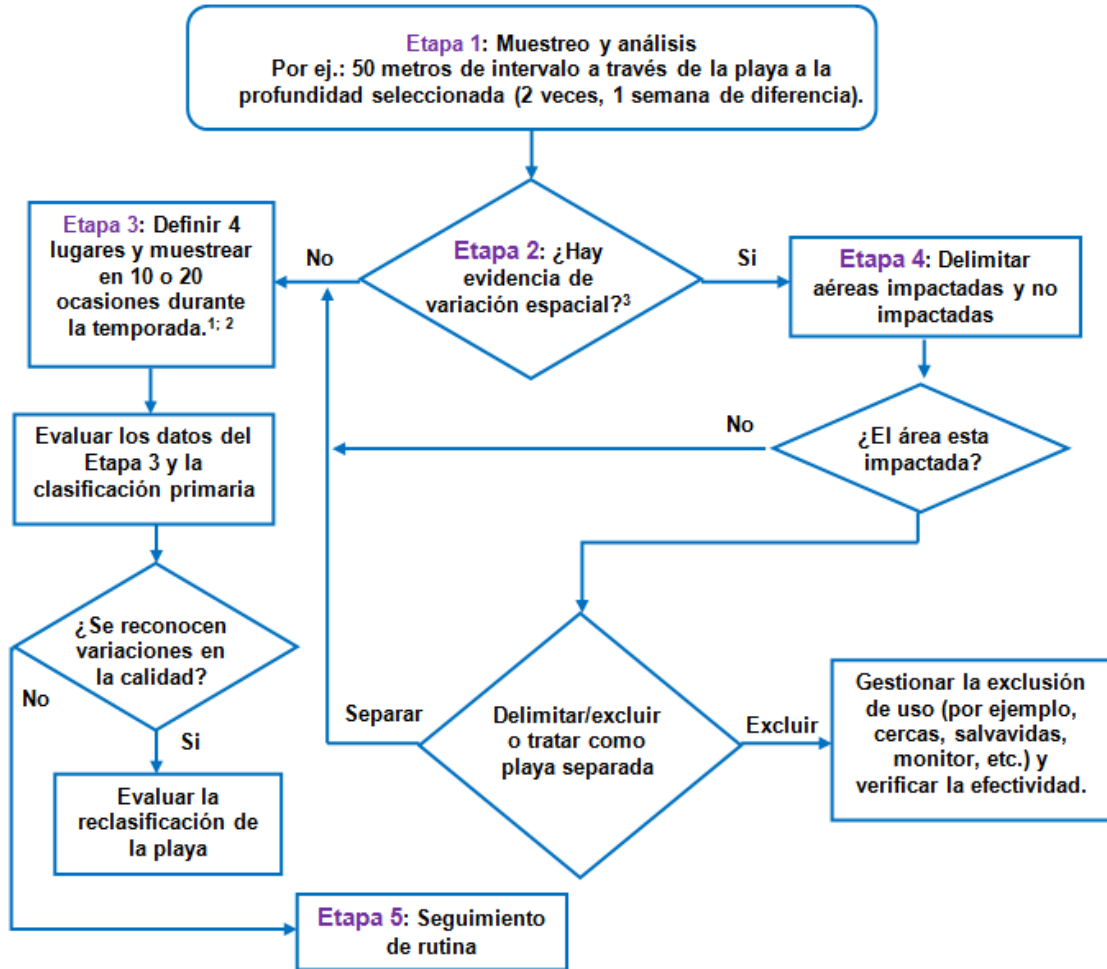 Etapa 1: Muestreo y análisis
Por ej.: 50 metros de intervalo a través de la playa a la
profundidad seleccionada (2 veces, 1 semana de diferencia).
Etapa 2: ¿Hay
evidencia de
variación espacial?³
No
Si
Etapa 3: Definir 4
lugares y muestrear
en 10 o 20
ocasiones durante
la temporada.¹; ²
Etapa 4: Delimitar
aéreas impactadas y no
impactadas
Evaluar los datos del
Etapa 3 y la
clasificación primaria
No
¿El área esta
impactada?
¿Se reconocen
variaciones en
la calidad?
No
Si
Separar
Delimitar/excluir
o tratar como
playa separada
Excluir
Gestionar la exclusión
de uso (por ejemplo,
cercas, salvavidas,
monitor, etc.) y
verificar la efectividad.
Evaluar la
reclasificación de
la playa
Etapa 5: Seguimiento
de rutina